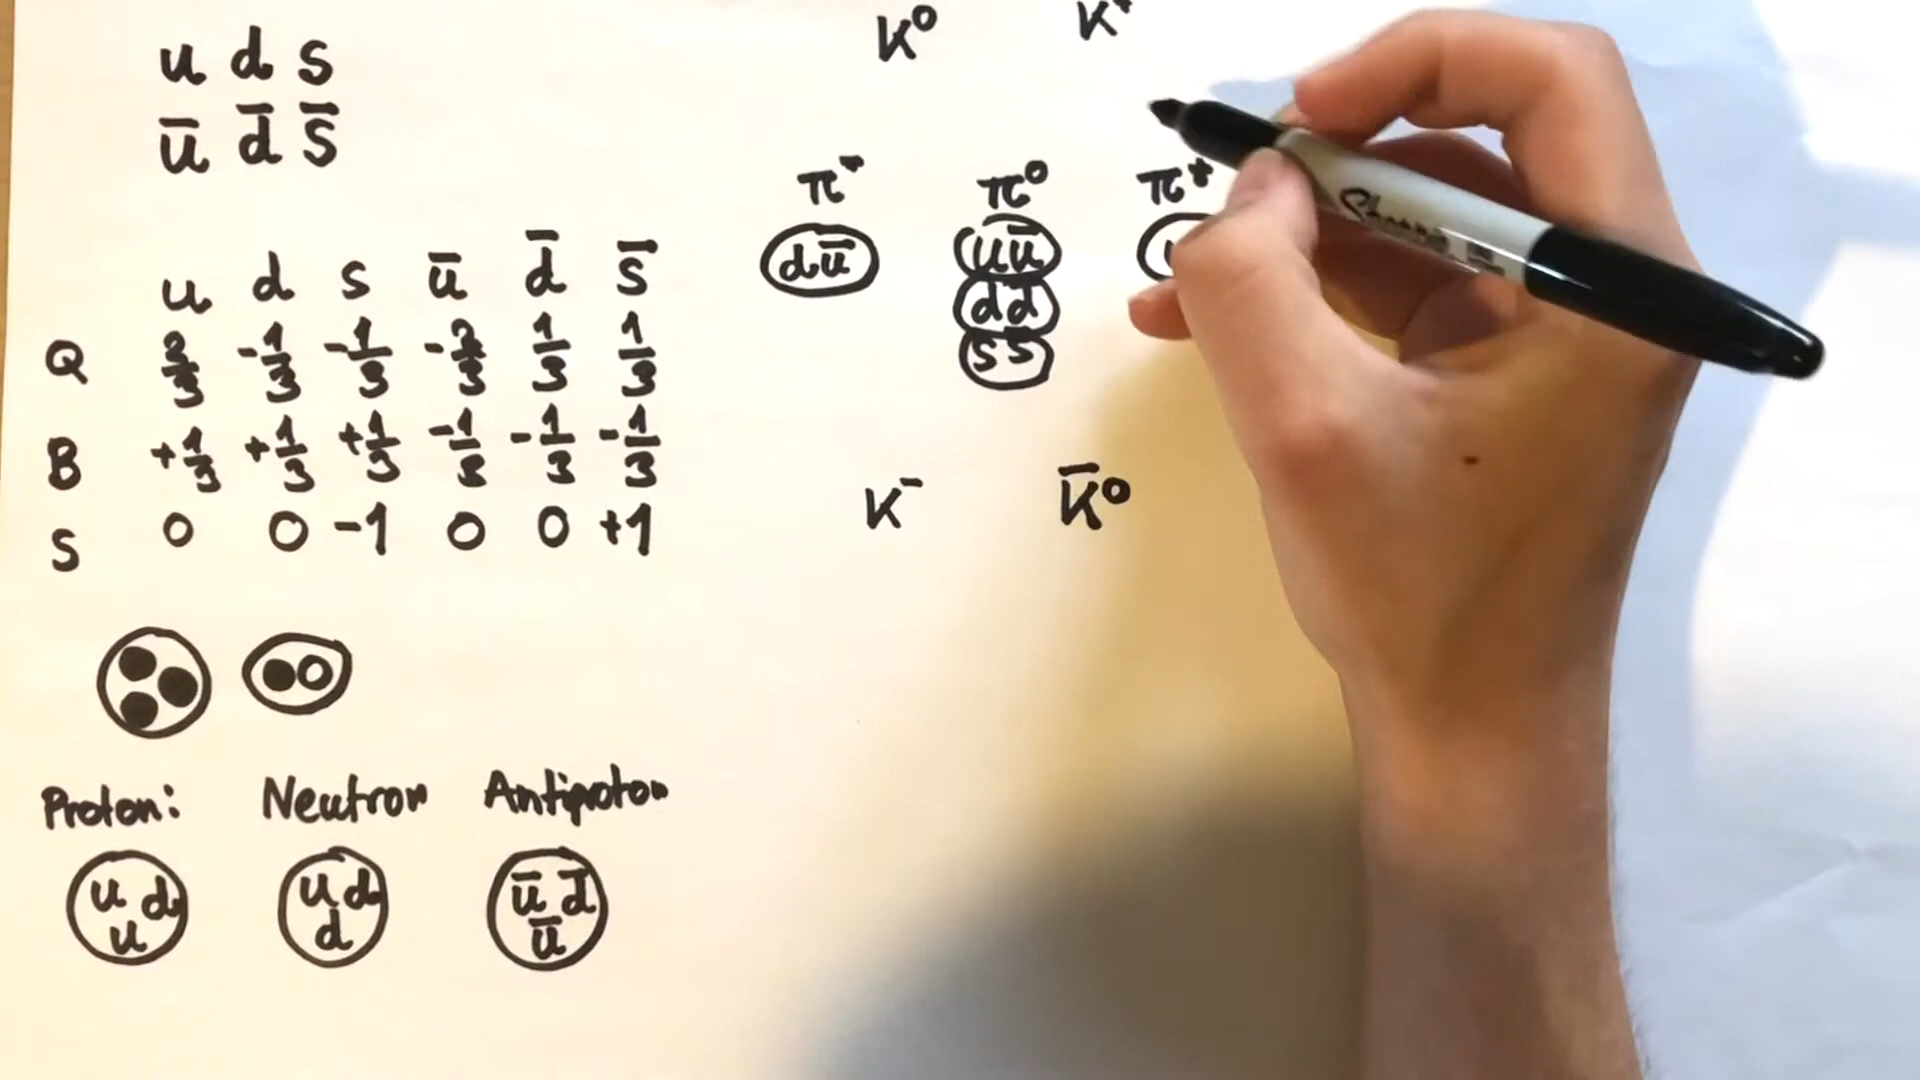 u d s
ū d̄ s̄
u d s ū d̄ s̄
Q 2/3 -1/3 -1/3 -2/3 1/3 1/3
B +1/3 +1/3 +1/3 -1/3 -1/3 -1/3
S 0 0 -1 0 0 +1
Proton: Neutron Antiproton
u d u d ū d̄
u d ū
K⁰ K⁺
π⁻ π⁰ π⁺
dū uū
dd̄
ss̄
K⁻ K̄⁰
Sharpie